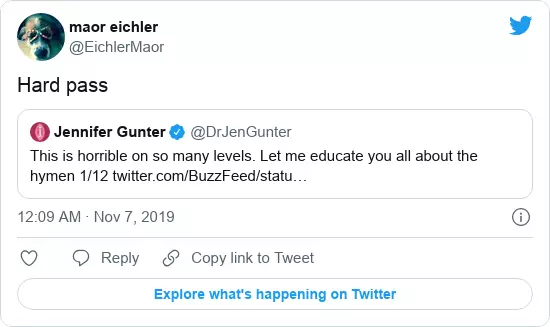 maor eichler
@EichlerMaor
Hard pass
Jennifer Gunter @DrJenGunter
This is horrible on so many levels. Let me educate you all about the
hymen 1/12 twitter.com/BuzzFeed/statu…
12:09 AM · Nov 7, 2019
Reply Copy link to Tweet
Explore what's happening on Twitter